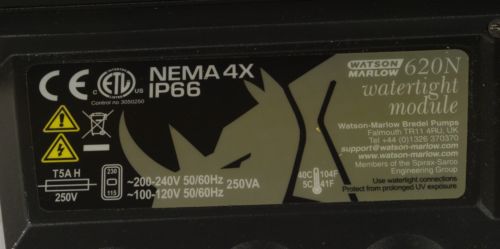 CE
C ETL US
Control no 3050250
NEMA 4X
IP66
WATSON
MARLOW
620N
watertight
module
Watson-Marlow Bredel Pumps
Falmouth TR11 4RU, UK
Tel +44 (0)1326 370370
support@watson-marlow.com
www.watson-marlow.com
Members of the Spirax-Sarco
Engineering Group
Use watertight connections
Protect from prolonged UV exposure
T5A H
250V
230
115
~200-240V 50/60Hz
~100-120V 50/60Hz
250VA
40C 104F
5C 41F